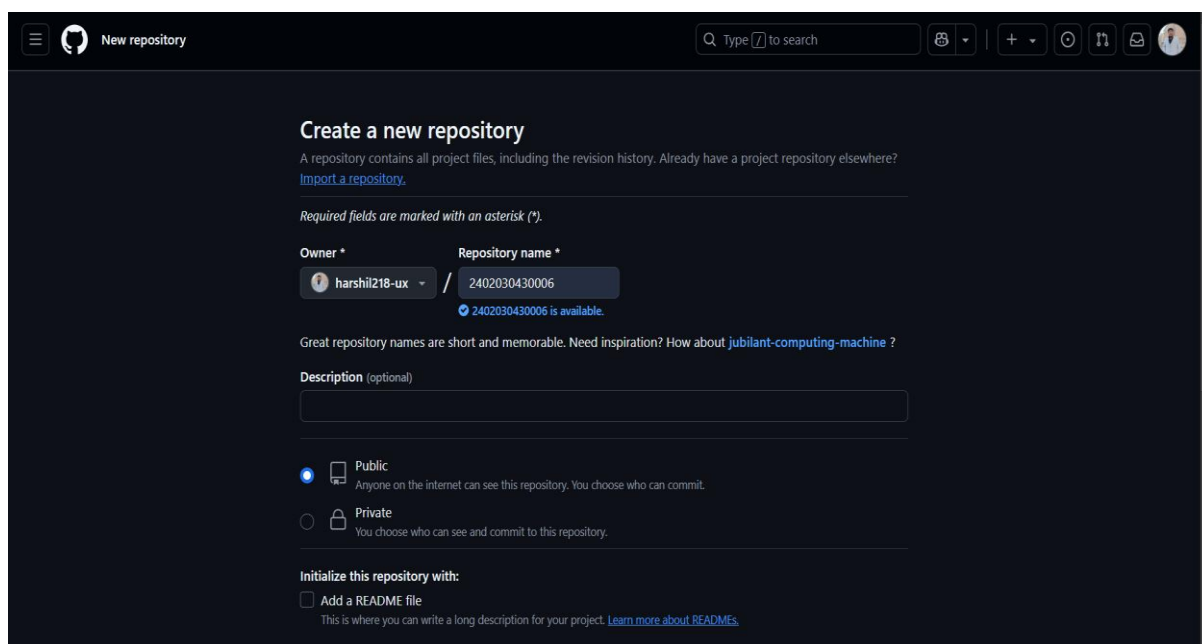 New repository
Type / to search
Create a new repository
A repository contains all project files, including the revision history. Already have a project repository elsewhere?
Import a repository.
Required fields are marked with an asterisk (*).
Owner * Repository name *
harshil218-ux / 2402030430006
2402030430006 is available.
Great repository names are short and memorable. Need inspiration? How about jubilant-computing-machine ?
Description (optional)
Public
Anyone on the internet can see this repository. You choose who can commit.
Private
You choose who can see and commit to this repository.
Initialize this repository with:
Add a README file
This is where you can write a long description for your project. Learn more about READMEs.